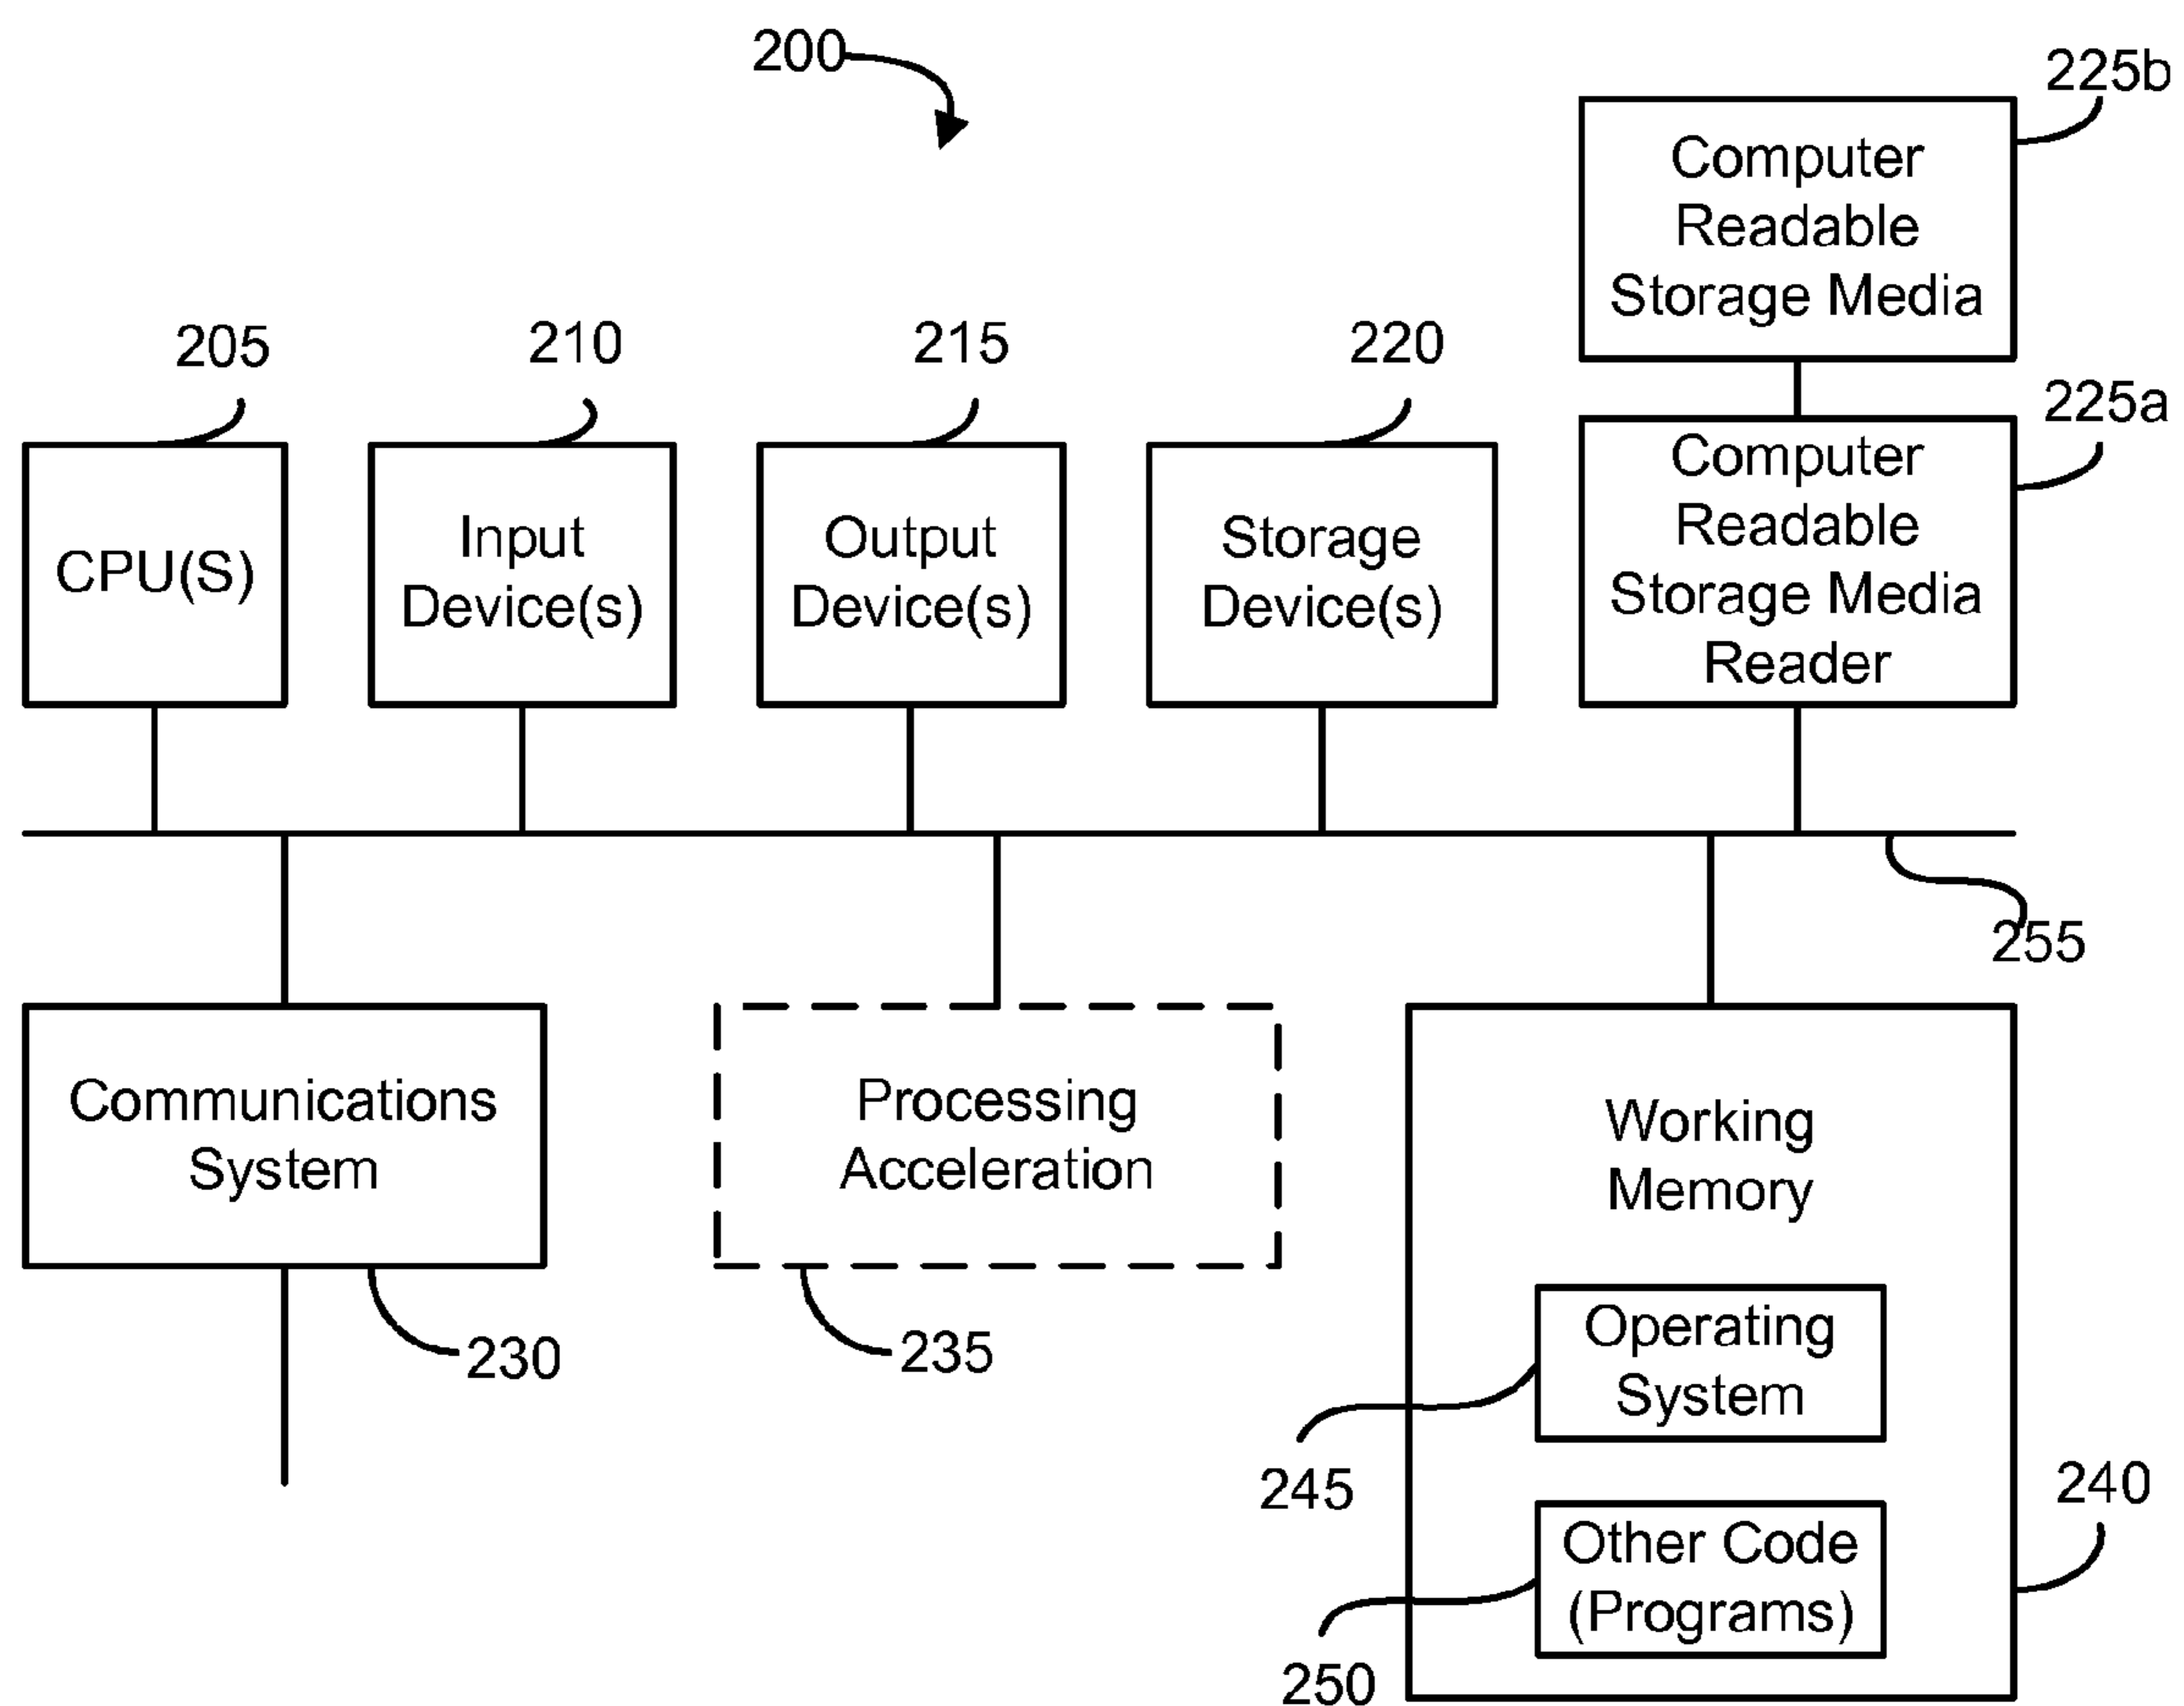 200
225b
Computer
Readable
Storage Media
205
210
215
220
225a
CPU(S)
Input
Device(s)
Output
Device(s)
Storage
Device(s)
Computer
Readable
Storage Media
Reader
255
Communications
System
230
Processing
Acceleration
235
Working
Memory
Operating
System
245
240
Other Code
(Programs)
250